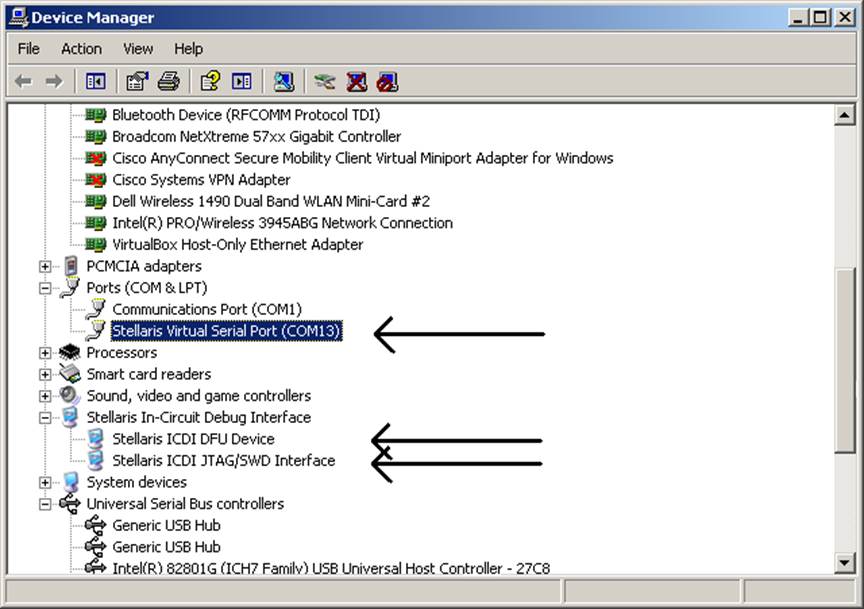 Device Manager
File Action View Help
Bluetooth Device (RFCOMM Protocol TDI)
Broadcom NetXtreme 57xx Gigabit Controller
Cisco AnyConnect Secure Mobility Client Virtual Miniport Adapter for Windows
Cisco Systems VPN Adapter
Dell Wireless 1490 Dual Band WLAN Mini-Card #2
Intel(R) PRO/Wireless 3945ABG Network Connection
VirtualBox Host-Only Ethernet Adapter
PCMCIA adapters
Ports (COM & LPT)
Communications Port (COM1)
Stellaris Virtual Serial Port (COM13)
Processors
Smart card readers
Sound, video and game controllers
Stellaris In-Circuit Debug Interface
Stellaris ICDI DFU Device
Stellaris ICDI JTAG/SWD Interface
System devices
Universal Serial Bus controllers
Generic USB Hub
Generic USB Hub
Intel(R) 82801G (ICH7 Family) USB Universal Host Controller - 27C8